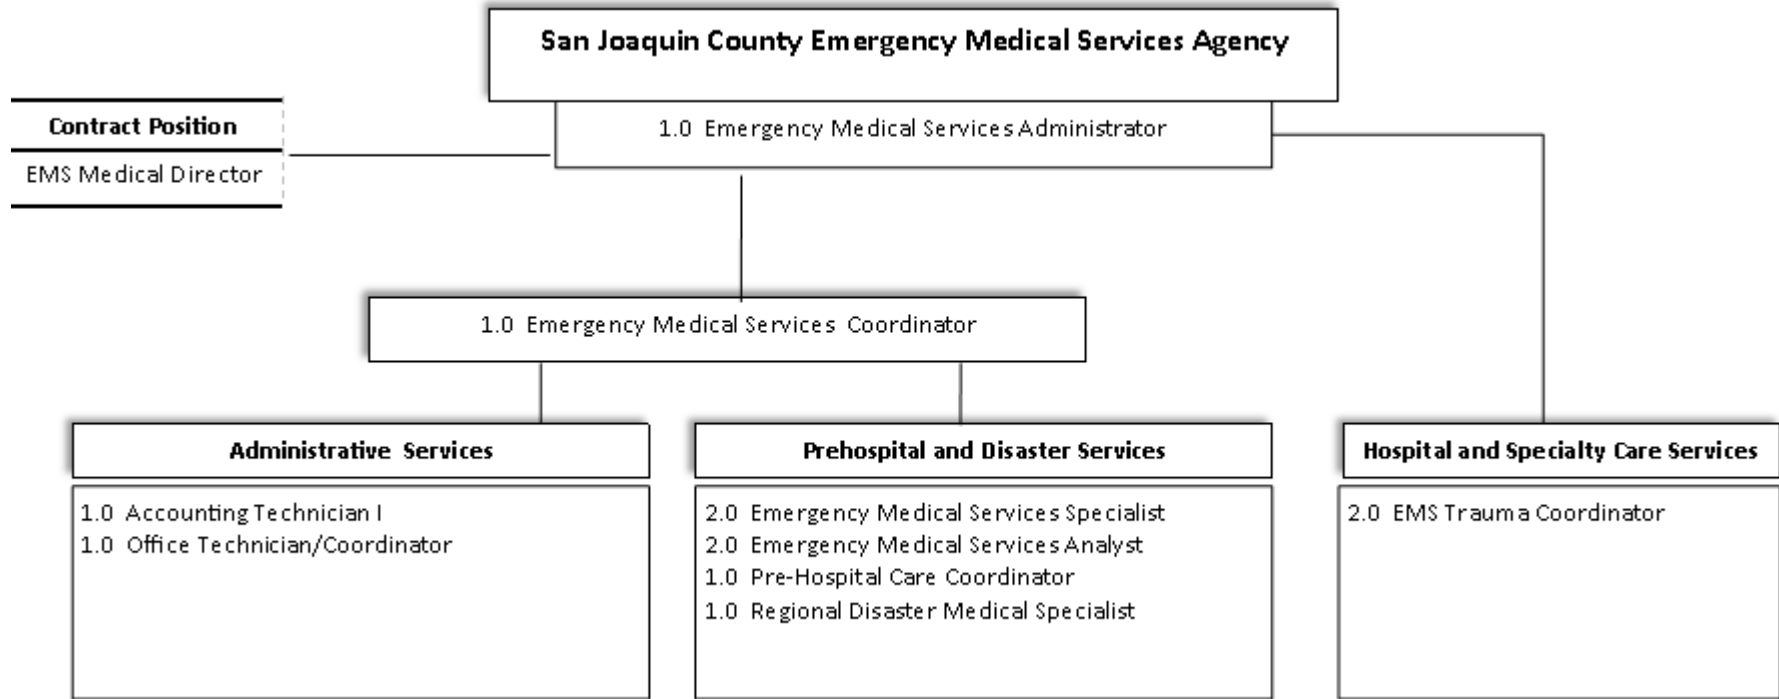 San Joaquin County Emergency Medical Services Agency
1.0 Emergency Medical Services Administrator
Contract Position
EMS Medical Director
1.0 Emergency Medical Services Coordinator
Administrative Services
1.0 Accounting Technician I
1.0 Office Technician/Coordinator
Prehospital and Disaster Services
2.0 Emergency Medical Services Specialist
2.0 Emergency Medical Services Analyst
1.0 Pre-Hospital Care Coordinator
1.0 Regional Disaster Medical Specialist
Hospital and Specialty Care Services
2.0 EMS Trauma Coordinator